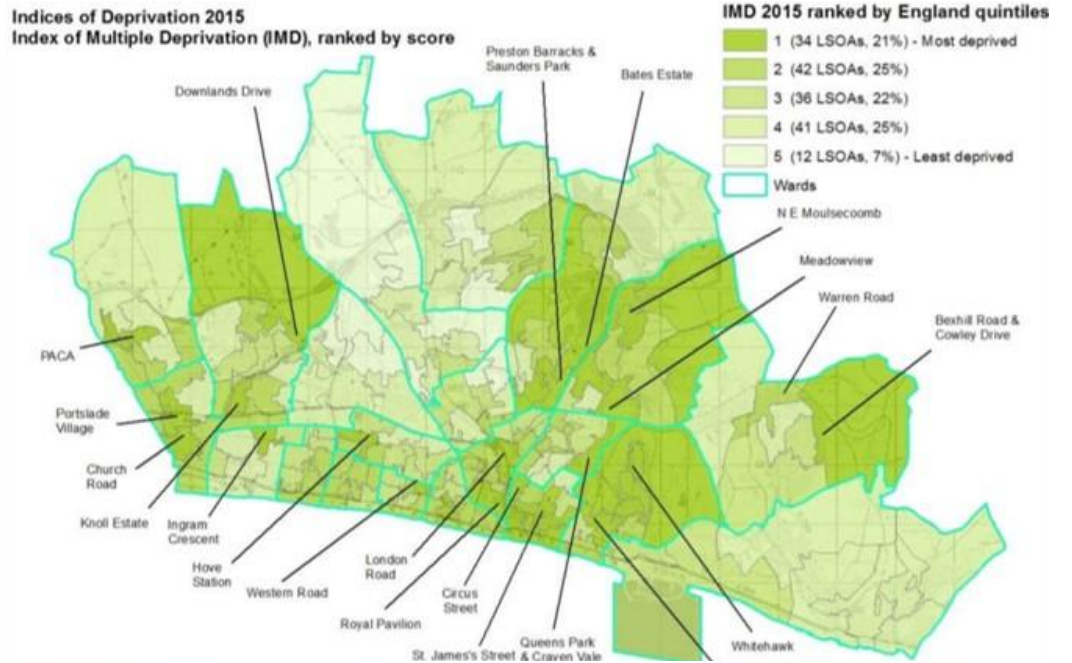 Indices of Deprivation 2015
Index of Multiple Deprivation (IMD), ranked by score
IMD 2015 ranked by England quintiles
1 (34 LSOAs, 21%) - Most deprived
2 (42 LSOAs, 25%)
3 (36 LSOAs, 22%)
4 (41 LSOAs, 25%)
5 (12 LSOAs, 7%) - Least deprived
Wards
Preston Barracks &
Saunders Park
Bates Estate
Downlands Drive
N E Moulsecoomb
Meadowview
Warren Road
Bexhill Road &
Cowley Drive
PACA
Portslade
Village
Church
Road
Knoll Estate
Ingram
Crescent
Hove
Station
Western Road
London
Road
Royal Pavilion
Circus
Street
St. James's Street
Queens Park
& Craven Vale
Whitehawk